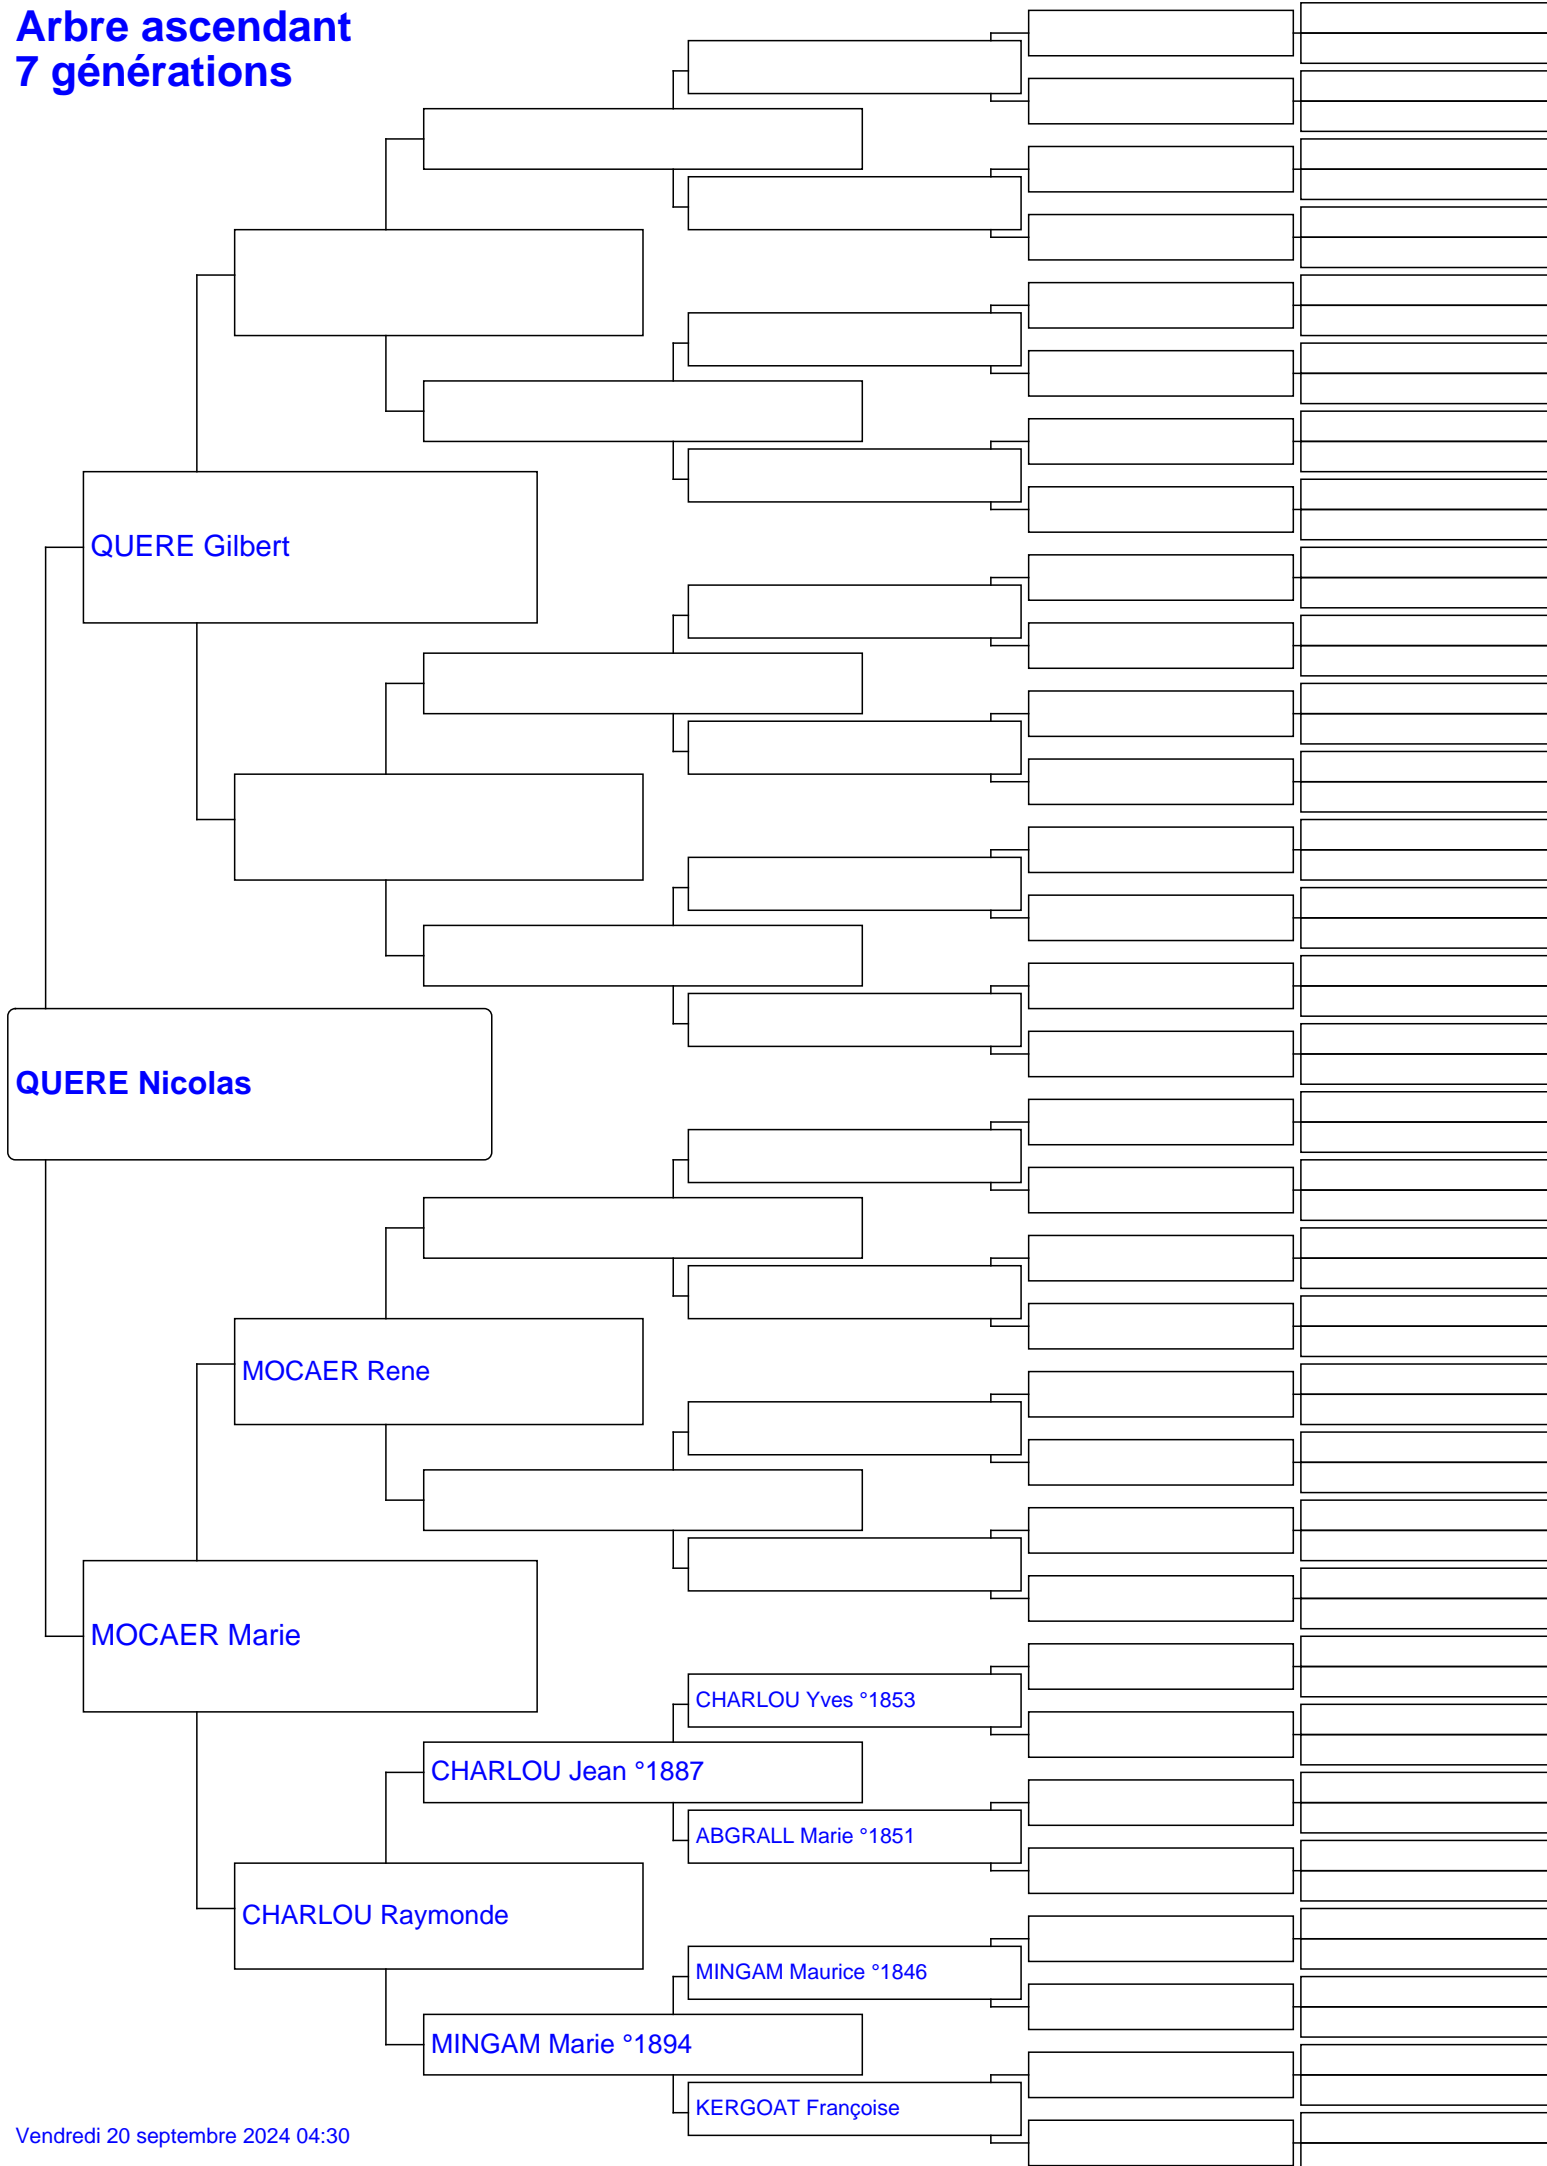 Arbre ascendant
7 générations
QUERE Gilbert
QUERE Nicolas
MOCAER Rene
MOCAER Marie
CHARLOU Yves °1853
CHARLOU Jean °1887
ABGRALL Marie °1851
CHARLOU Raymonde
MINGAM Maurice °1846
MINGAM Marie °1894
KERGOAT Françoise
Vendredi 20 septembre 2024 04:30